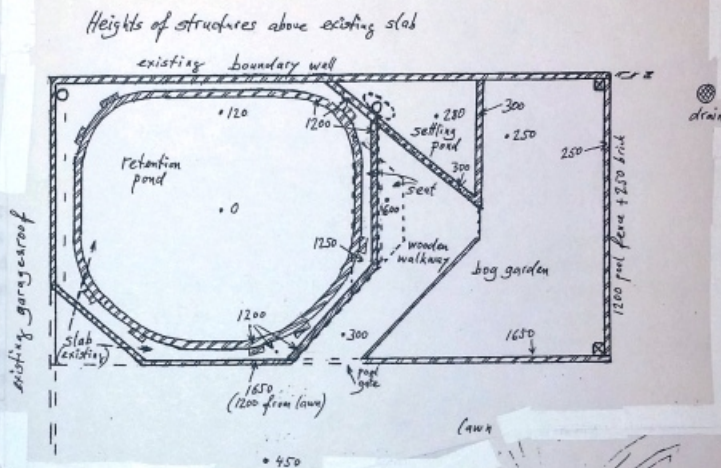 Heights of structures above existing slab
existing boundary wall
z
drain
120
1200
280
settling
pond
300
250
250
retention
pond
300
seat
600
0
1250
wooden
walkway
bog garden
existing garageroof
1200 pool fence + 250 brick
slab
(existing)
1200
300
1650
pool
gate
1650
(1200 from lawn)
lawn
450